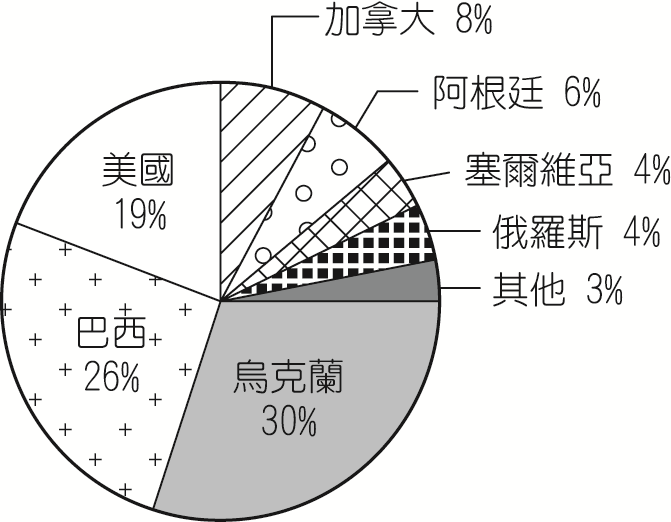 加拿大 8%
阿根廷 6%
塞爾維亞 4%
俄羅斯 4%
其他 3%
烏克蘭
30%
巴西
26%
美國
19%